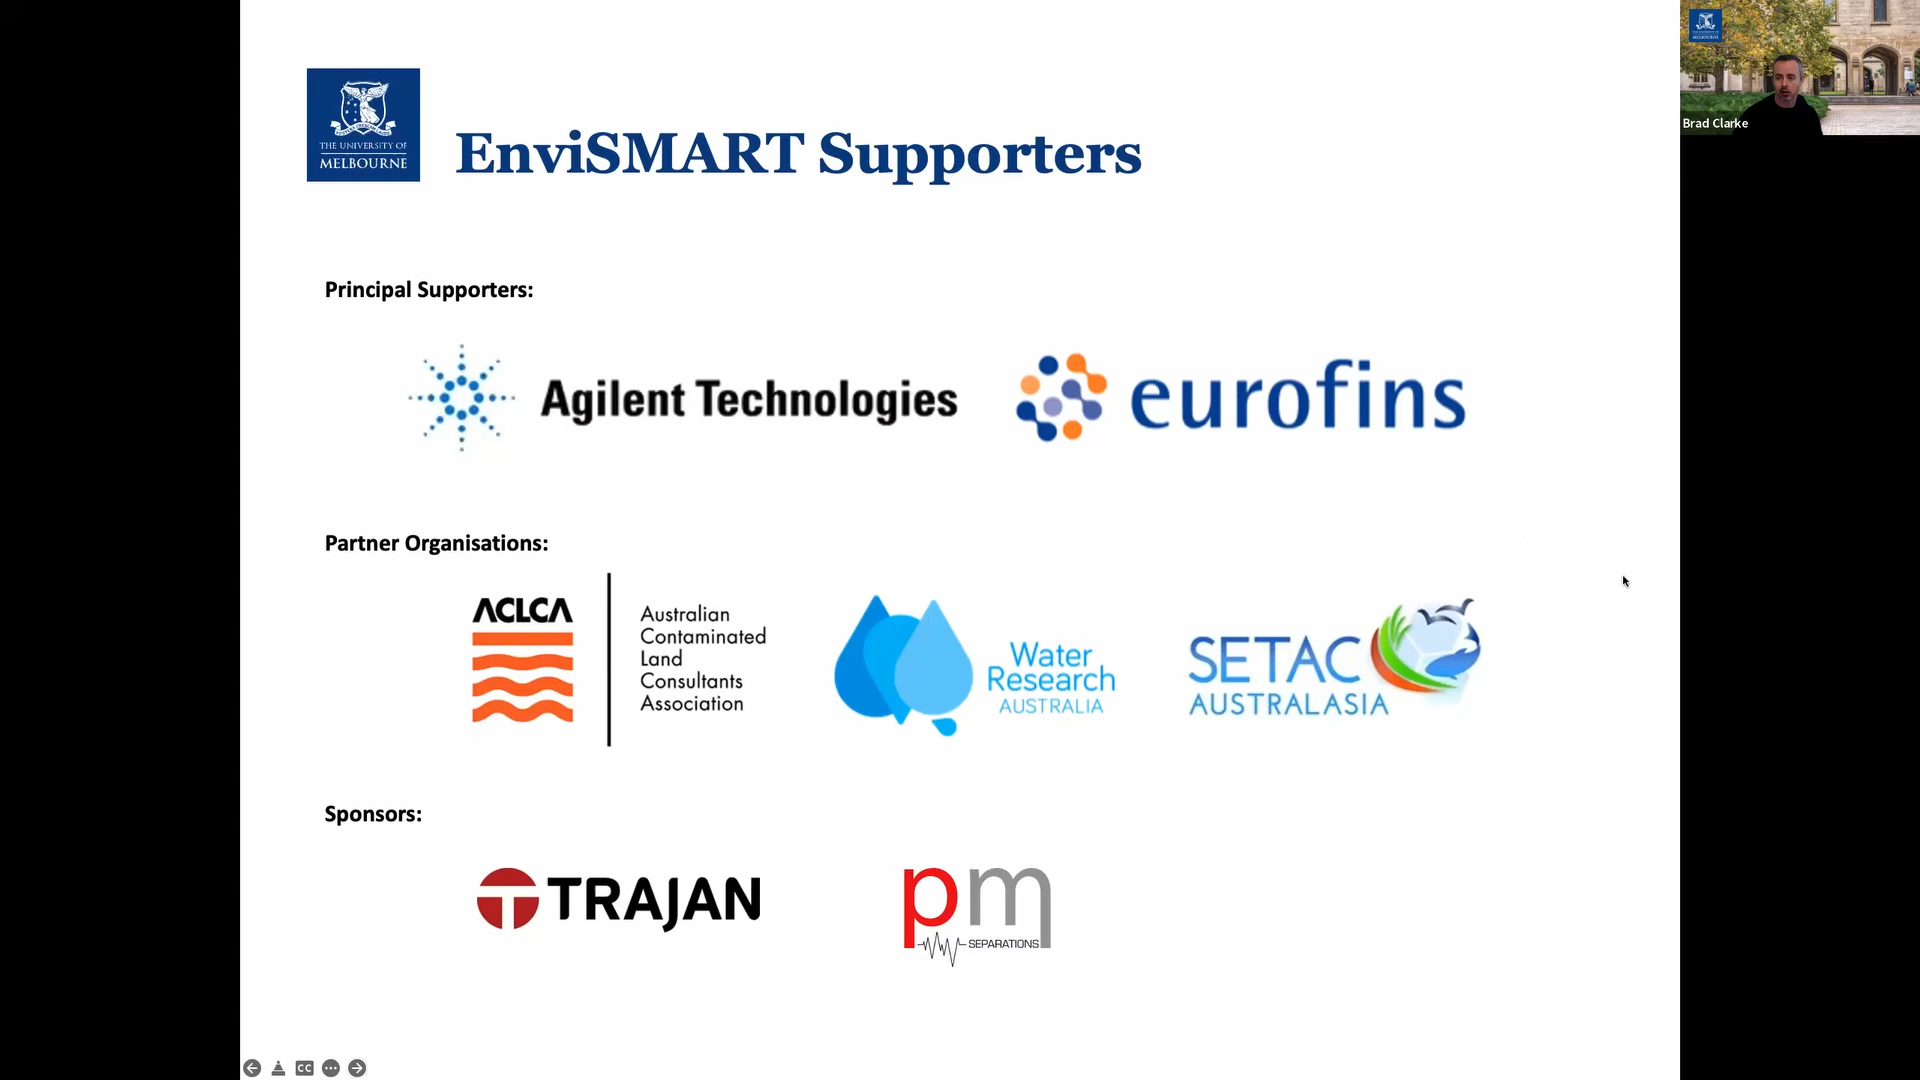 THE UNIVERSITY OF
MELBOURNE
EnviSMART Supporters
Brad Clarke
Principal Supporters:
Agilent Technologies
eurofins
Partner Organisations:
ACLCA
Australian
Contaminated
Land
Consultants
Association
Water
Research
AUSTRALIA
SETAC
AUSTRALASIA
Sponsors:
TRAJAN
pm
SEPARATIONS
CC